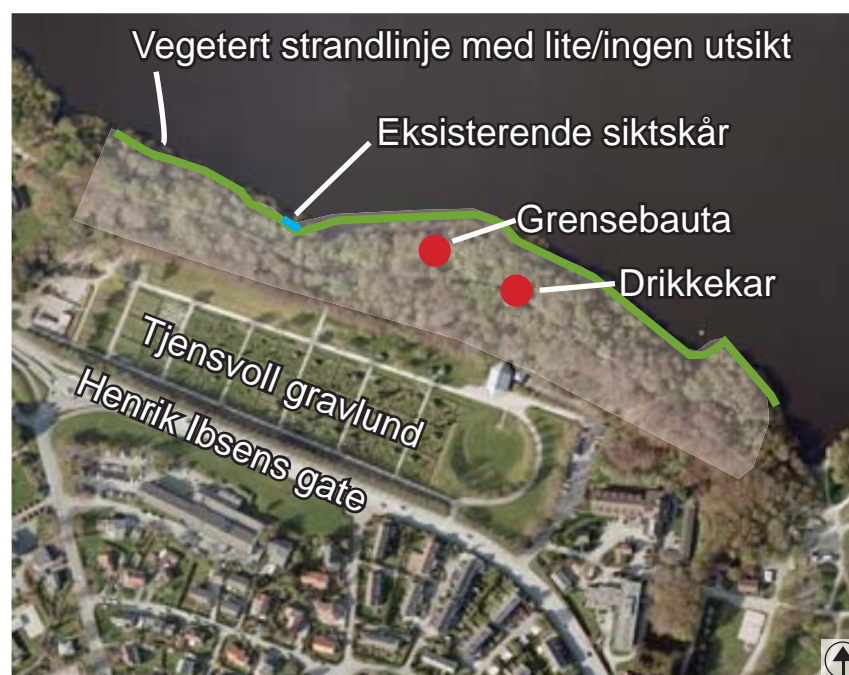 Vegetert strandlinje med lite/ingen utsikt
Eksisterende siktskår
Grensebauta
Drikkekar
Tjensvoll gravlund
Henrik Ibsens gate